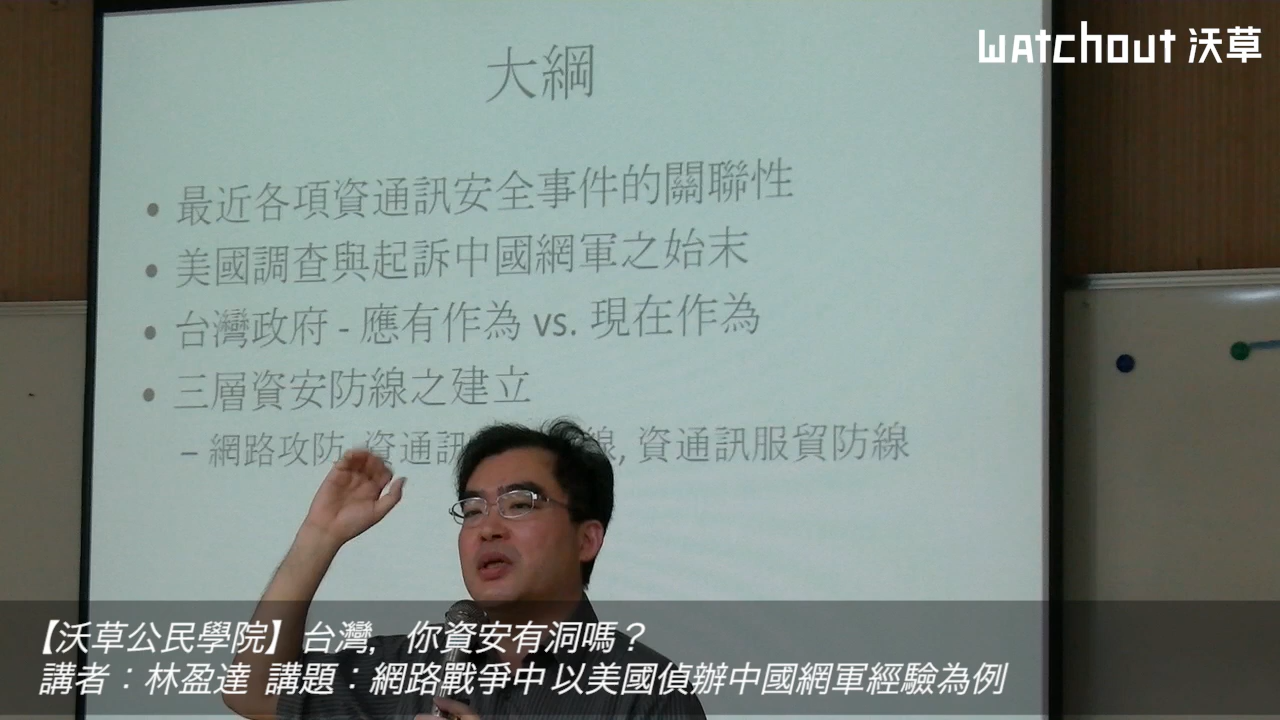 watchout 沃草
大綱
• 最近各項資通訊安全事件的關聯性
• 美國調查與起訴中國網軍之始末
• 台灣政府 - 應有作為 vs. 現在作為
• 三層資安防線之建立
– 網路攻防, 資通訊 線, 資通訊服貿防線
【沃草公民學院】台灣, 你資安有洞嗎？
講者：林盈達 講題：網路戰爭中 以美國偵辦中國網軍經驗為例